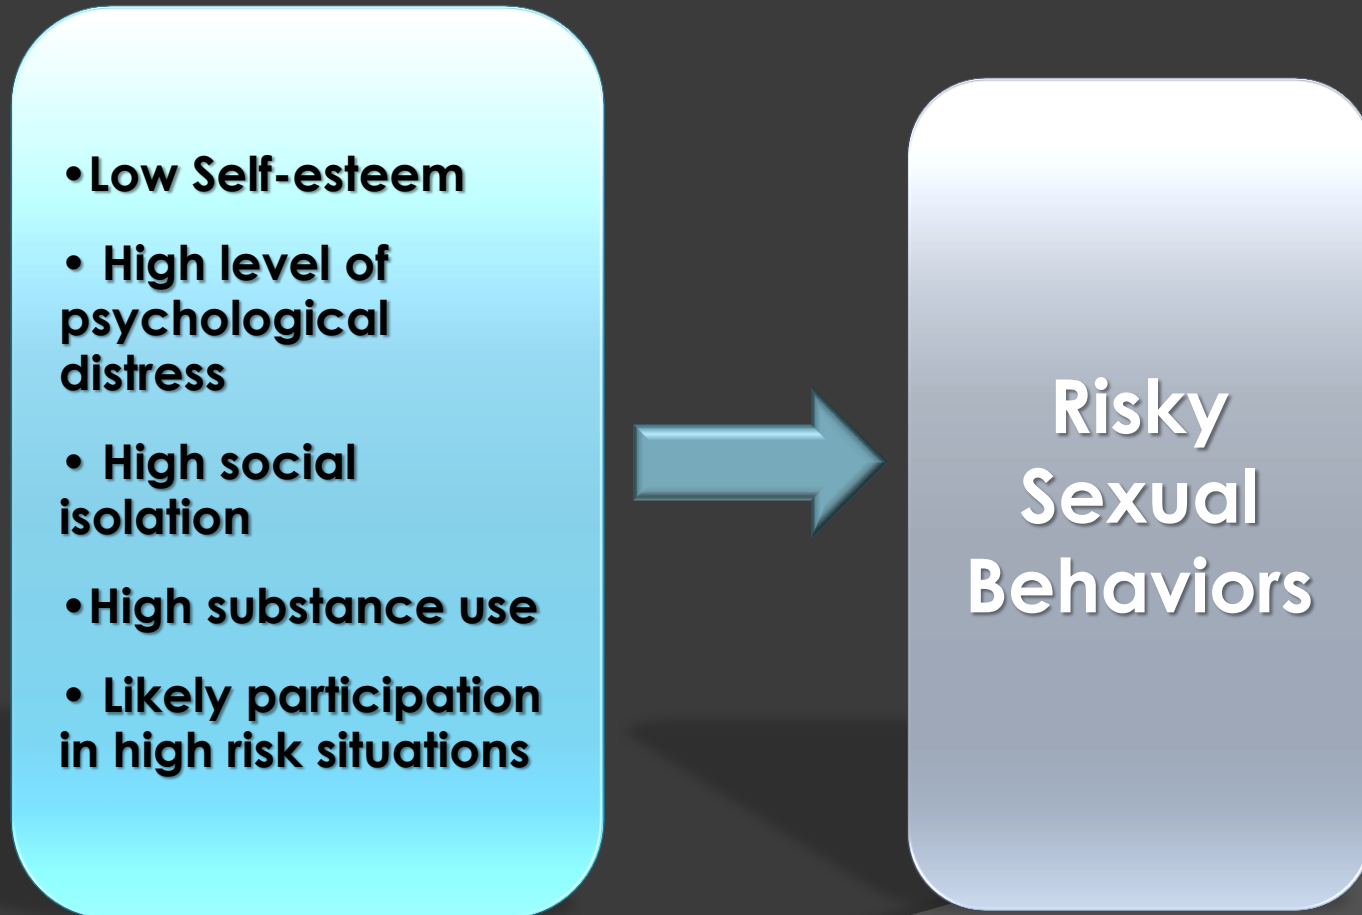 •Low Self-esteem
• High level of
psychological
distress
• High social
isolation
•High substance use
• Likely participation
in high risk situations
Risky
Sexual
Behaviors